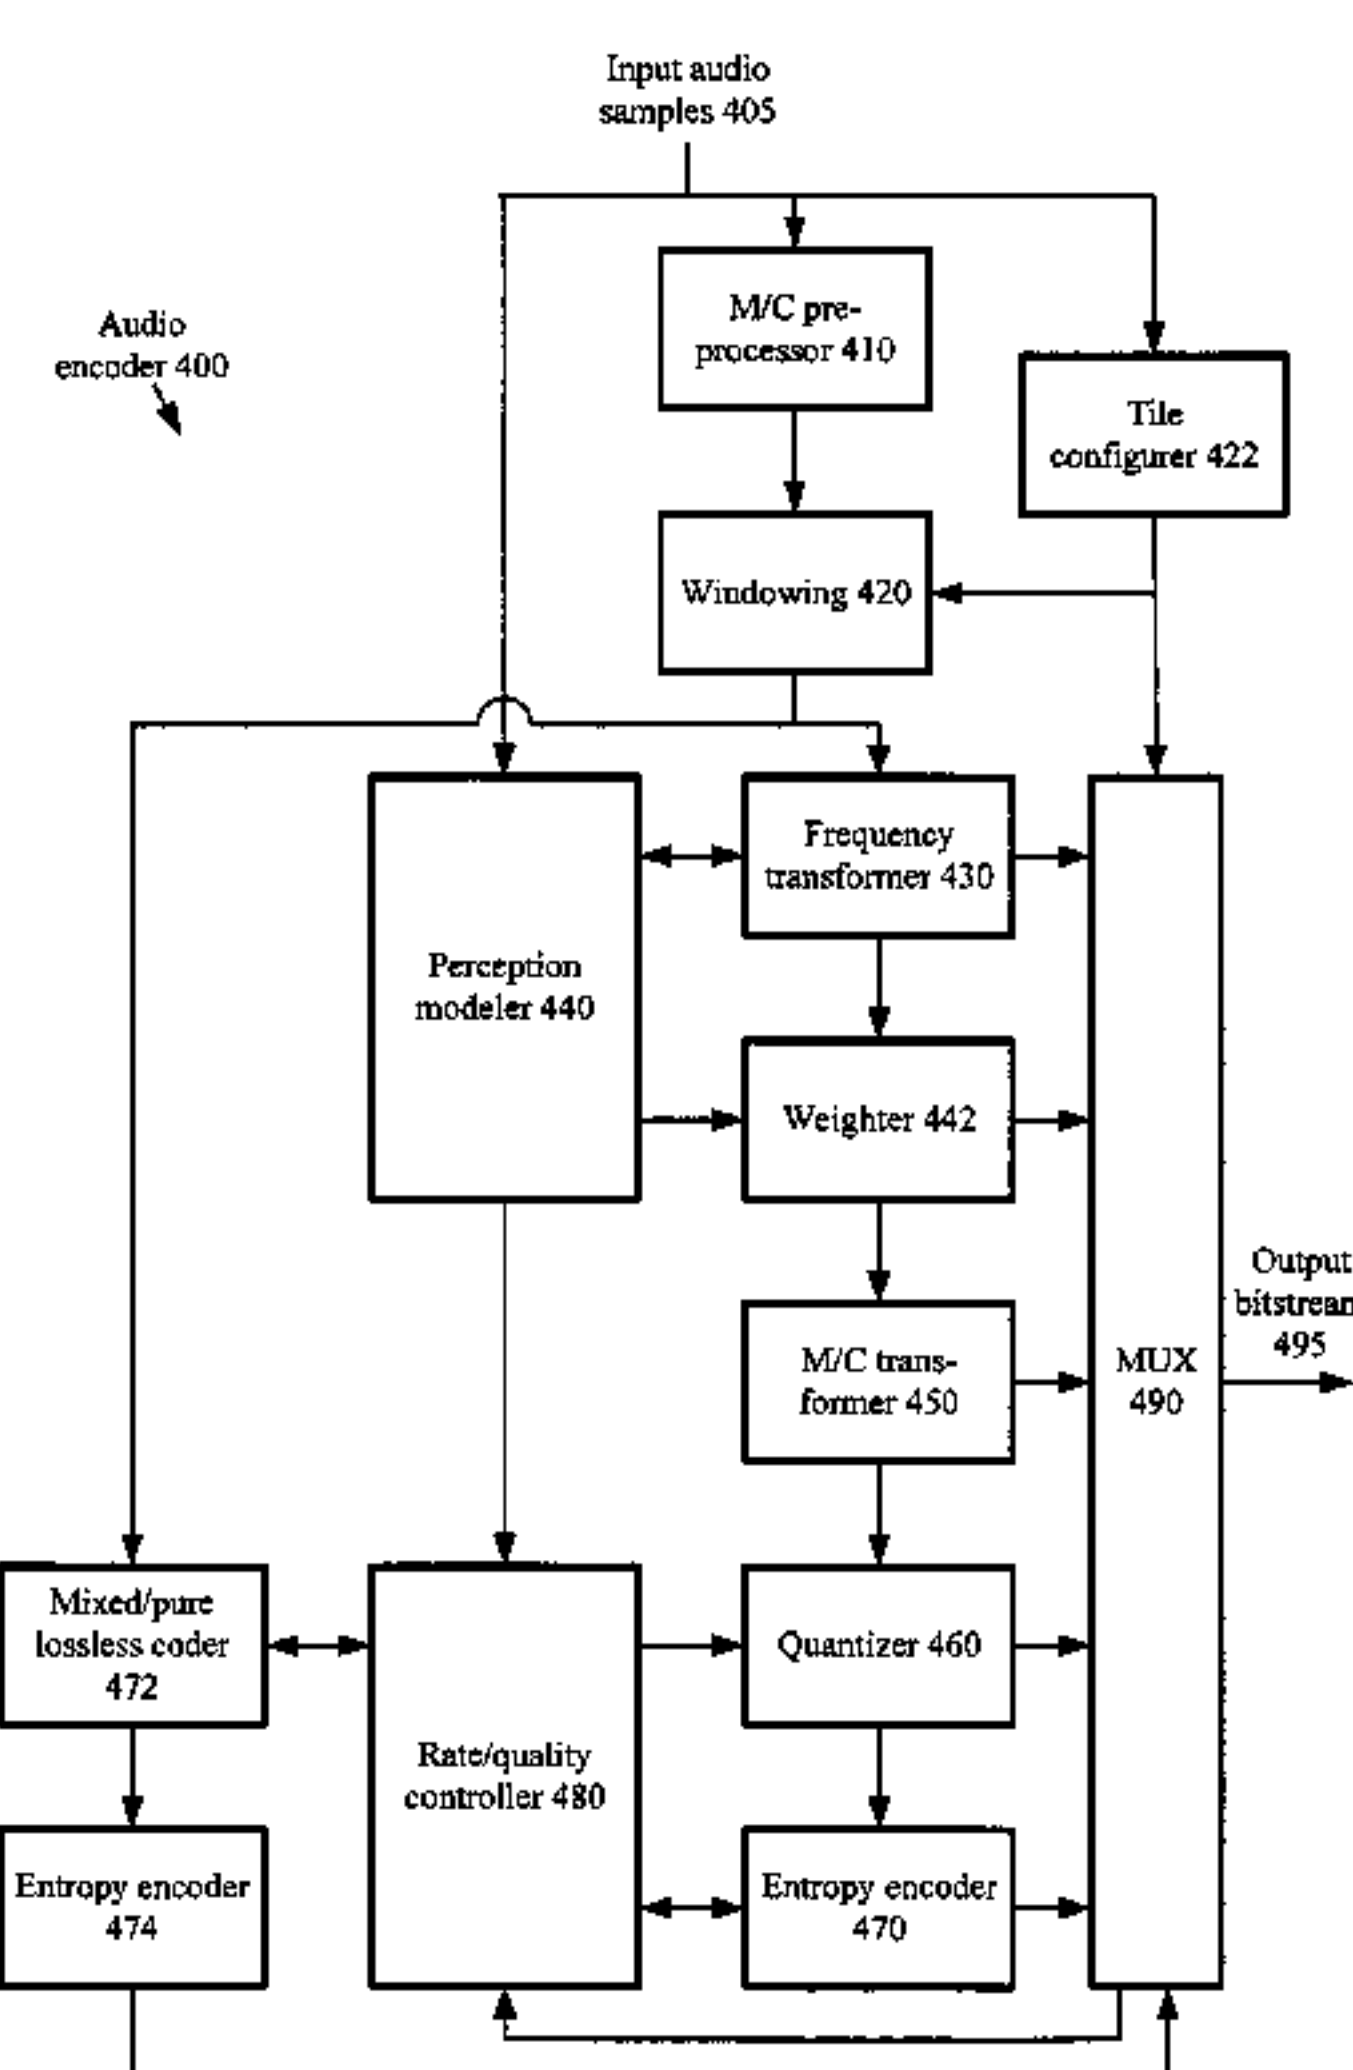 Input audio
samples 405
Audio
encoder 400
M/C pre-
processor 410
Tile
configurer 422
Windowing 420
Perception
modeler 440
Frequency
transformer 430
Weighter 442
M/C trans-
former 450
MUX
490
Output
bitstream
495
Mixed/pure
lossless coder
472
Rate/quality
controller 480
Quantizer 460
Entropy encoder
474
Entropy encoder
470